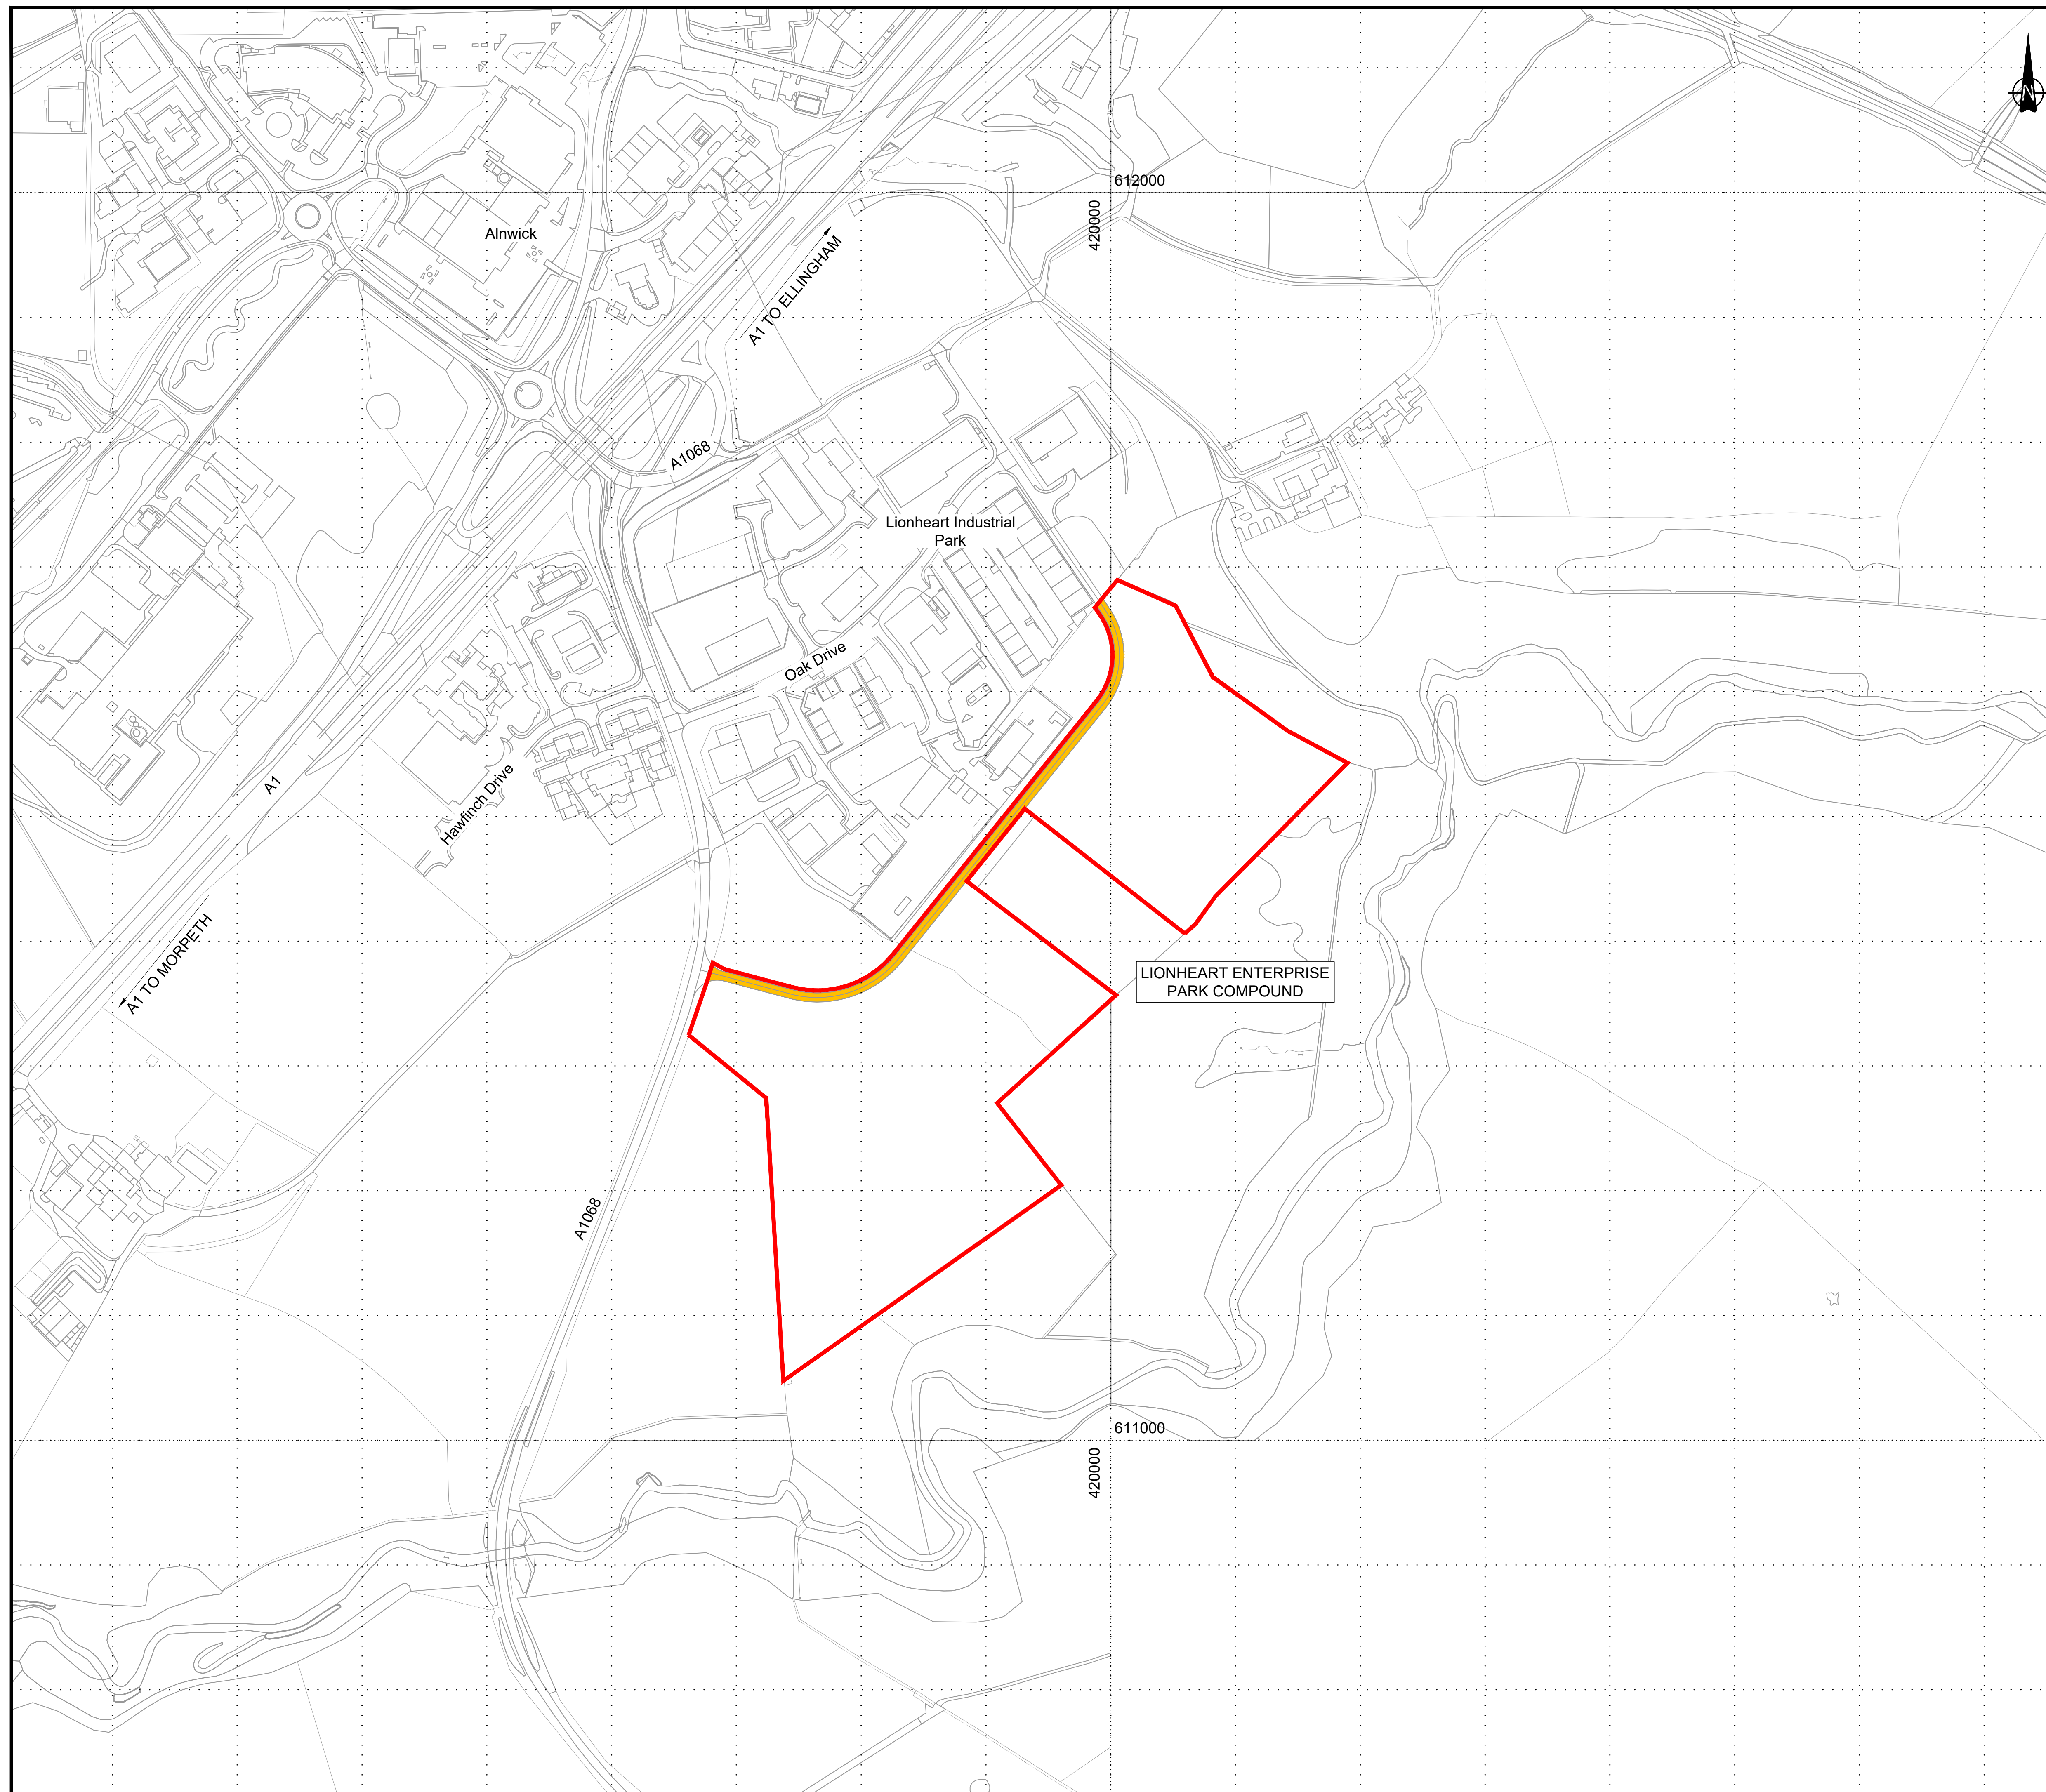 N
612000
420000
Alnwick
A1 TO ELLINGHAM
A1068
Lionheart Industrial
Park
Oak Drive
A1
Hawfinch Drive
A1 TO MORPETH
LIONHEART ENTERPRISE
PARK COMPOUND
A1068
611000
420000